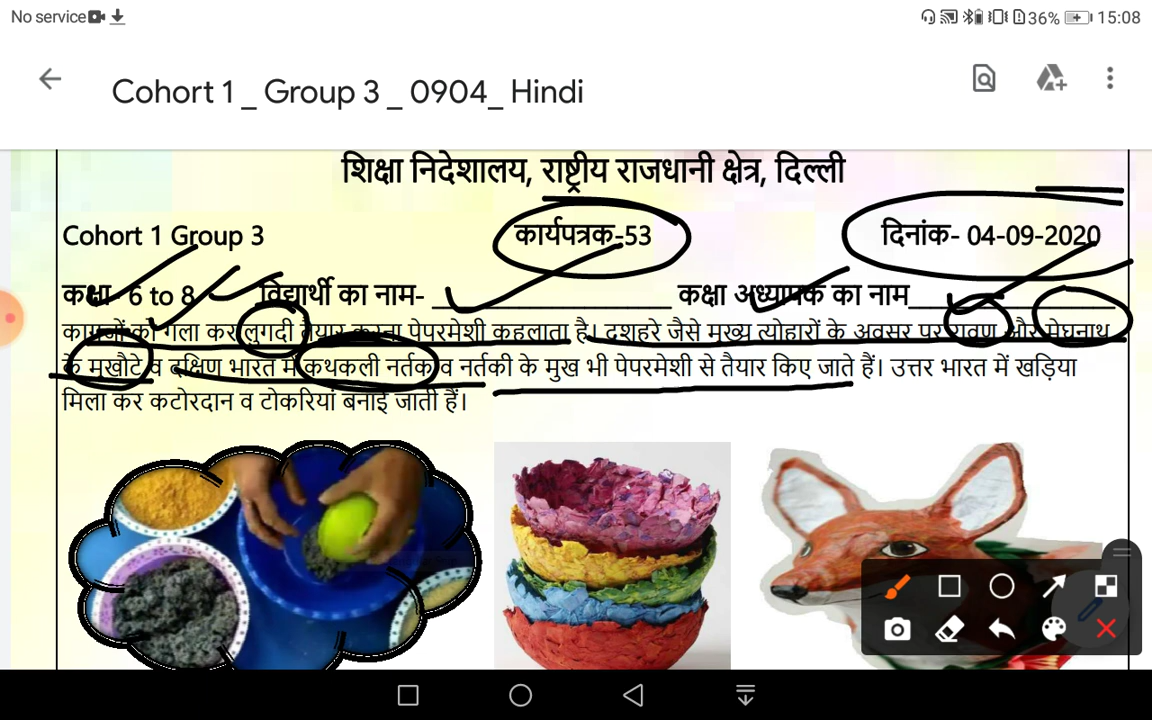 No service 36% 15:08
Cohort 1 _ Group 3 _ 0904_ Hindi
शिक्षा निदेशालय, राष्ट्रीय राजधानी क्षेत्र, दिल्ली
Cohort 1 Group 3 कार्यपत्रक-53 दिनांक- 04-09-2020
कक्षा- 6 to 8 विद्यार्थी का नाम- ____________________ कक्षा अध्यापक का नाम__________________
कागजों को गला कर लुगदी तैयार करना पेपरमेशी कहलाता है। दशहरे जैसे मुख्य त्योहारों के अवसर पर रावण और मेघनाथ
के मुखौटे व दक्षिण भारत में कथकली नर्तक व नर्तकी के मुख भी पेपरमेशी से तैयार किए जाते हैं। उत्तर भारत में खड़िया
मिला कर कटोरदान व टोकरियां बनाई जाती हैं।